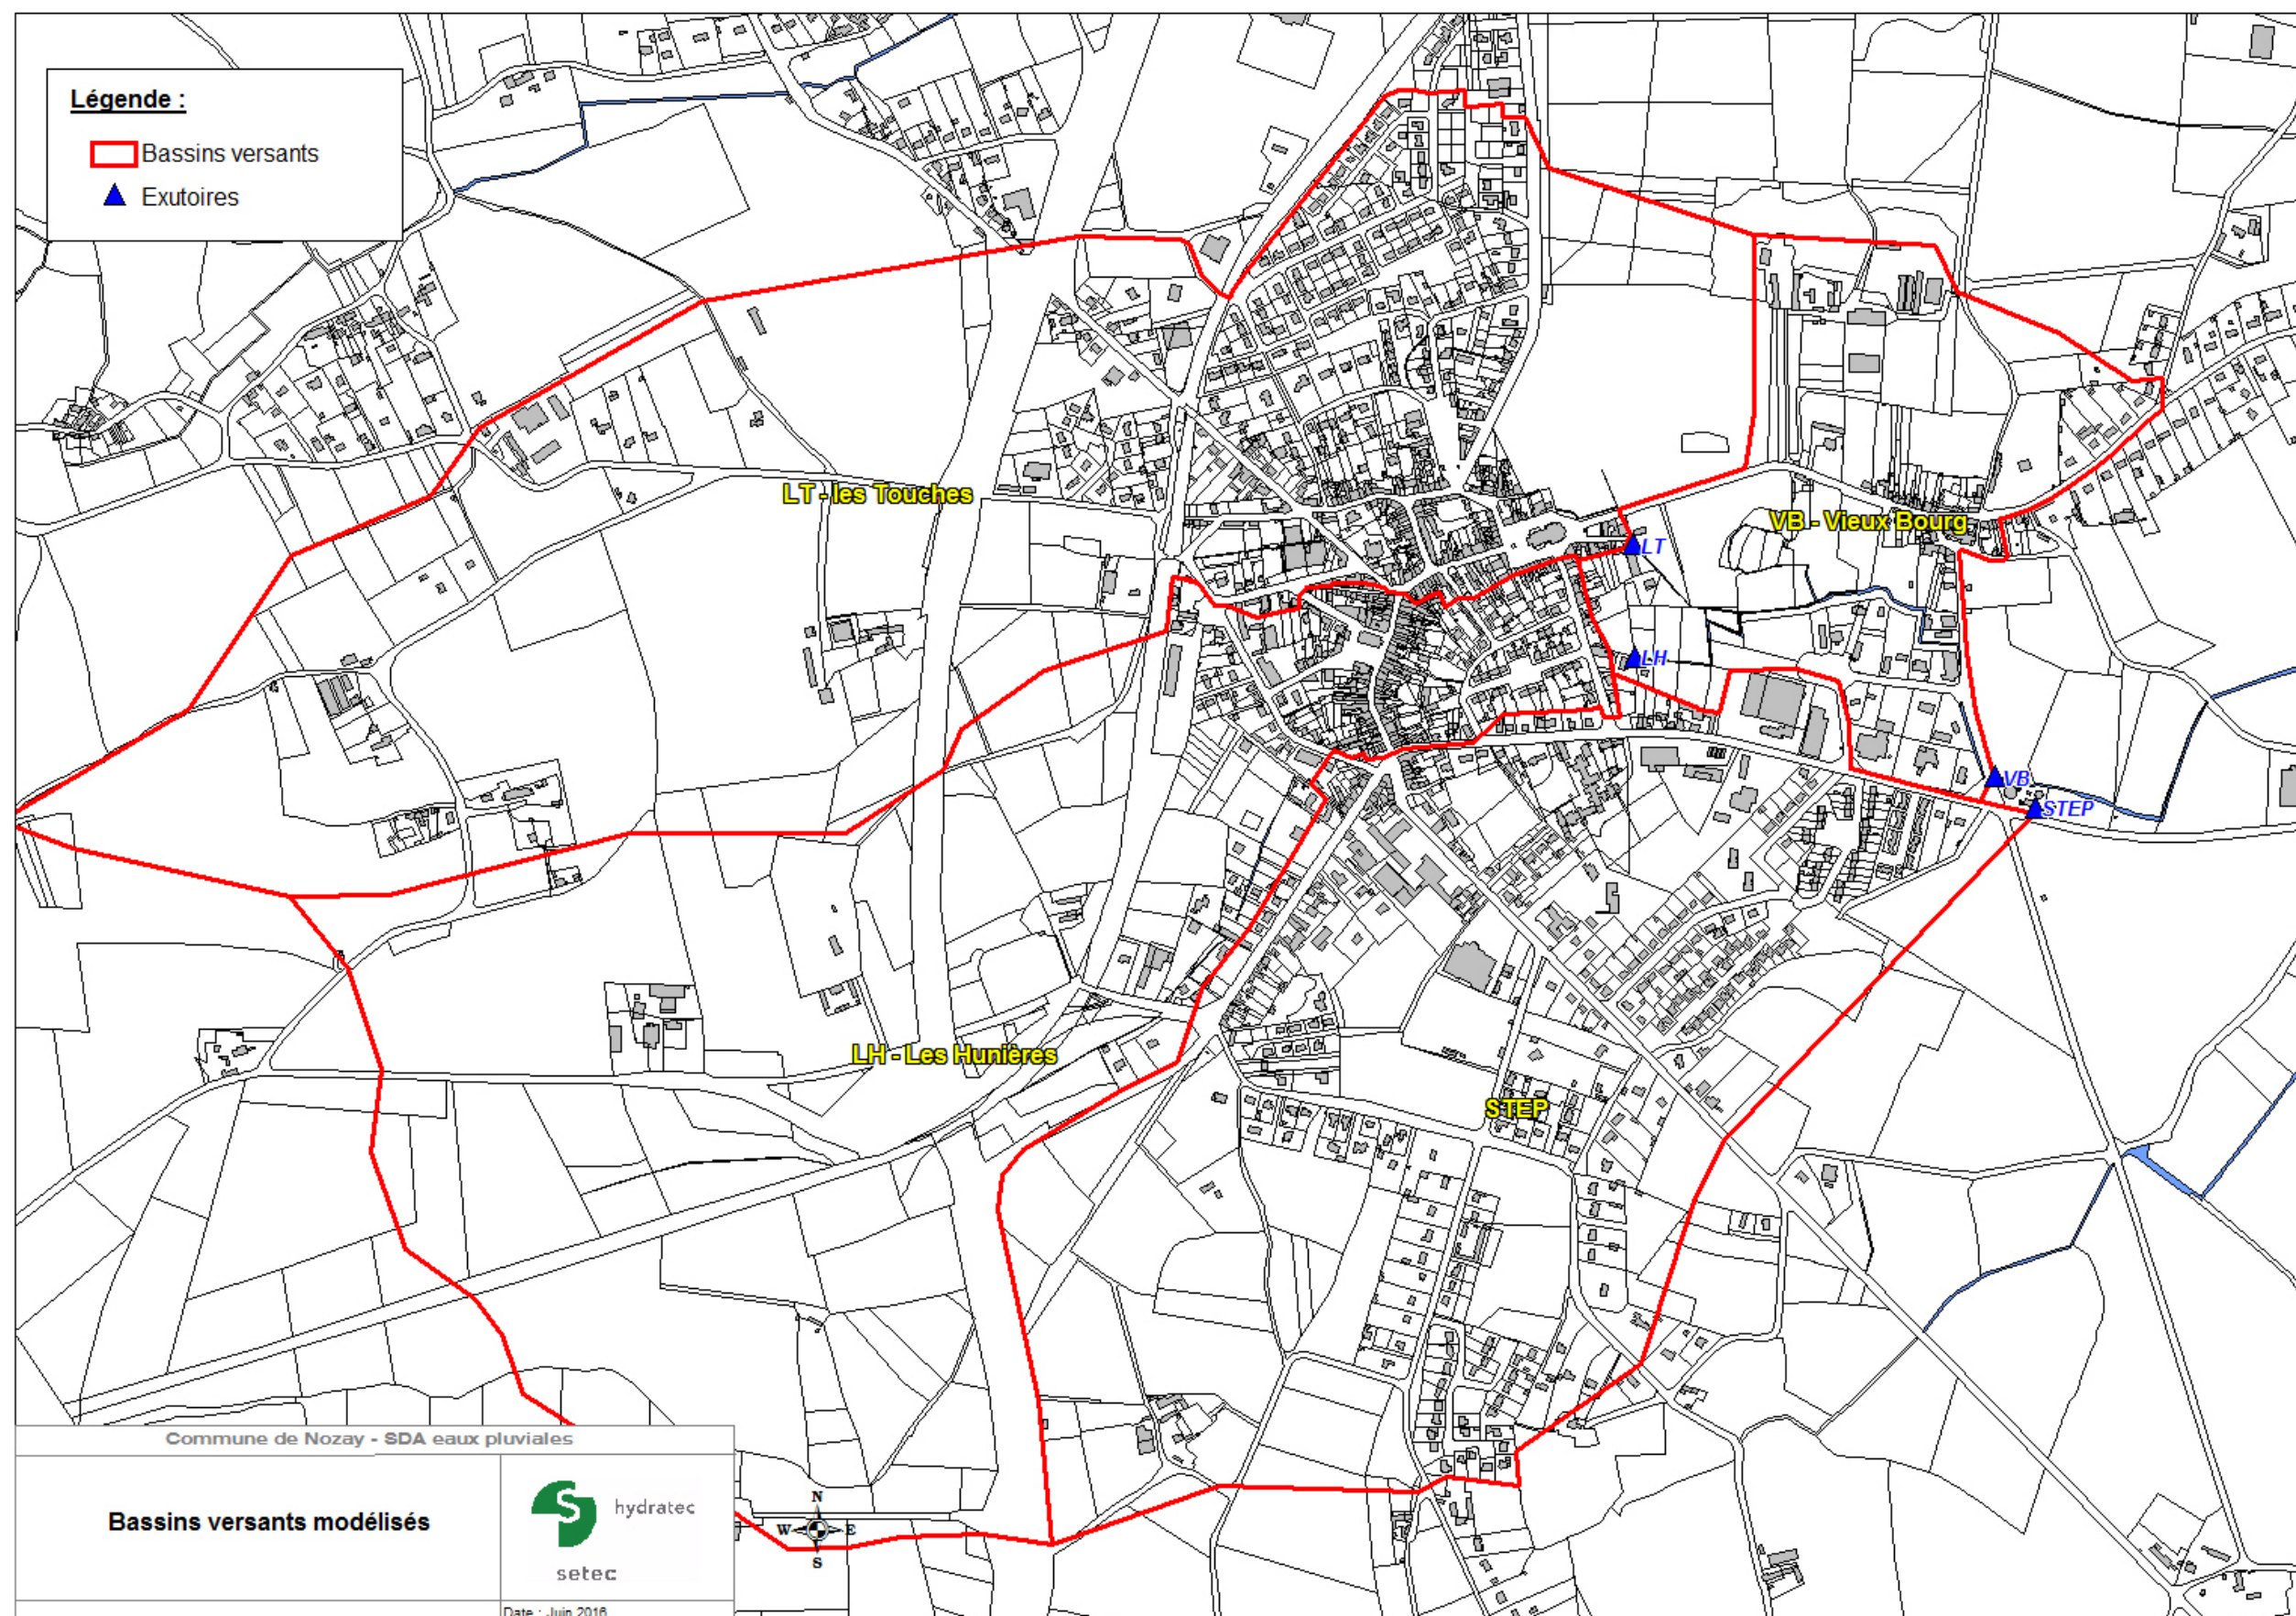 Légende :
Bassins versants
Exutoires
LT - les Touches
VB - Vieux Bourg
LT
LH
VB
STEP
LH - Les Hunières
STEP
Commune de Nozay - SDA eaux pluviales
Bassins versants modélisés
hydratec
setec
N
W E
S
Date : Juin 2016